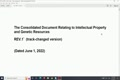 The Consolidated Document Relating to Intellectual Property
and Genetic Resources
REV.1 (track-changed version)
(Dated June 1, 2022)